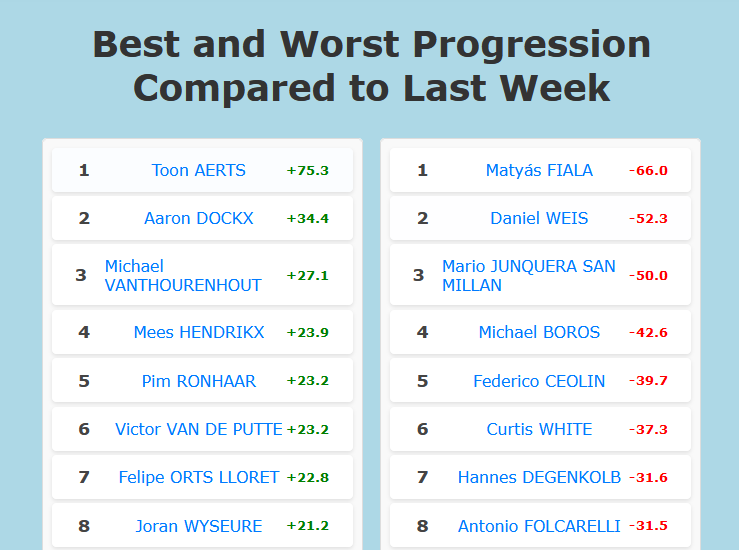 Best and Worst Progression
Compared to Last Week
1 Toon AERTS +75.3
2 Aaron DOCKX +34.4
3 Michael VANTHOURENHOUT +27.1
4 Mees HENDRIKX +23.9
5 Pim RONHAAR +23.2
6 Victor VAN DE PUTTE +23.2
7 Felipe ORTS LLORET +22.8
8 Joran WYSEURE +21.2
1 Matyás FIALA -66.0
2 Daniel WEIS -52.3
3 Mario JUNQUERA SAN MILLAN -50.0
4 Michael BOROS -42.6
5 Federico CEOLIN -39.7
6 Curtis WHITE -37.3
7 Hannes DEGENKOLB -31.6
8 Antonio FOLCARELLI -31.5